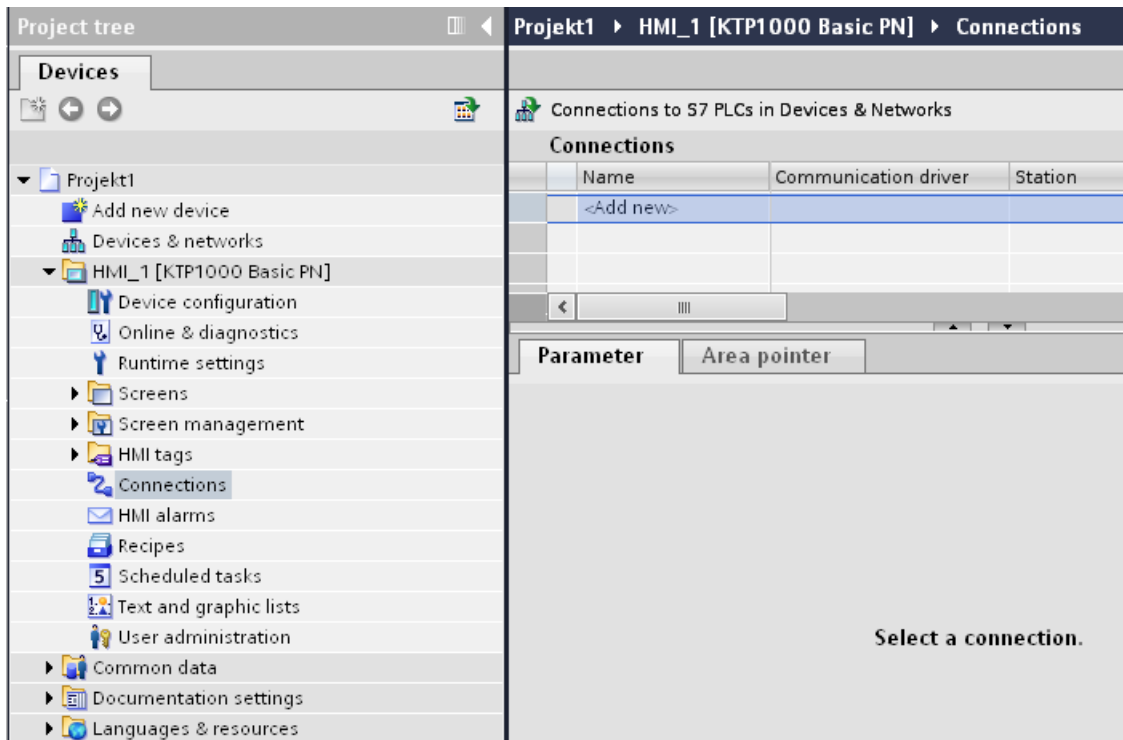 Project tree
Devices
Projekt1
Add new device
Devices & networks
HMI_1 [KTP1000 Basic PN]
Device configuration
Online & diagnostics
Runtime settings
Screens
Screen management
HMI tags
Connections
HMI alarms
Recipes
Scheduled tasks
Text and graphic lists
User administration
Common data
Documentation settings
Languages & resources
Projekt1 HMI_1 [KTP1000 Basic PN] Connections
Connections to S7 PLCs in Devices & Networks
Connections
Name Communication driver Station
<Add new>
Parameter Area pointer
Select a connection.